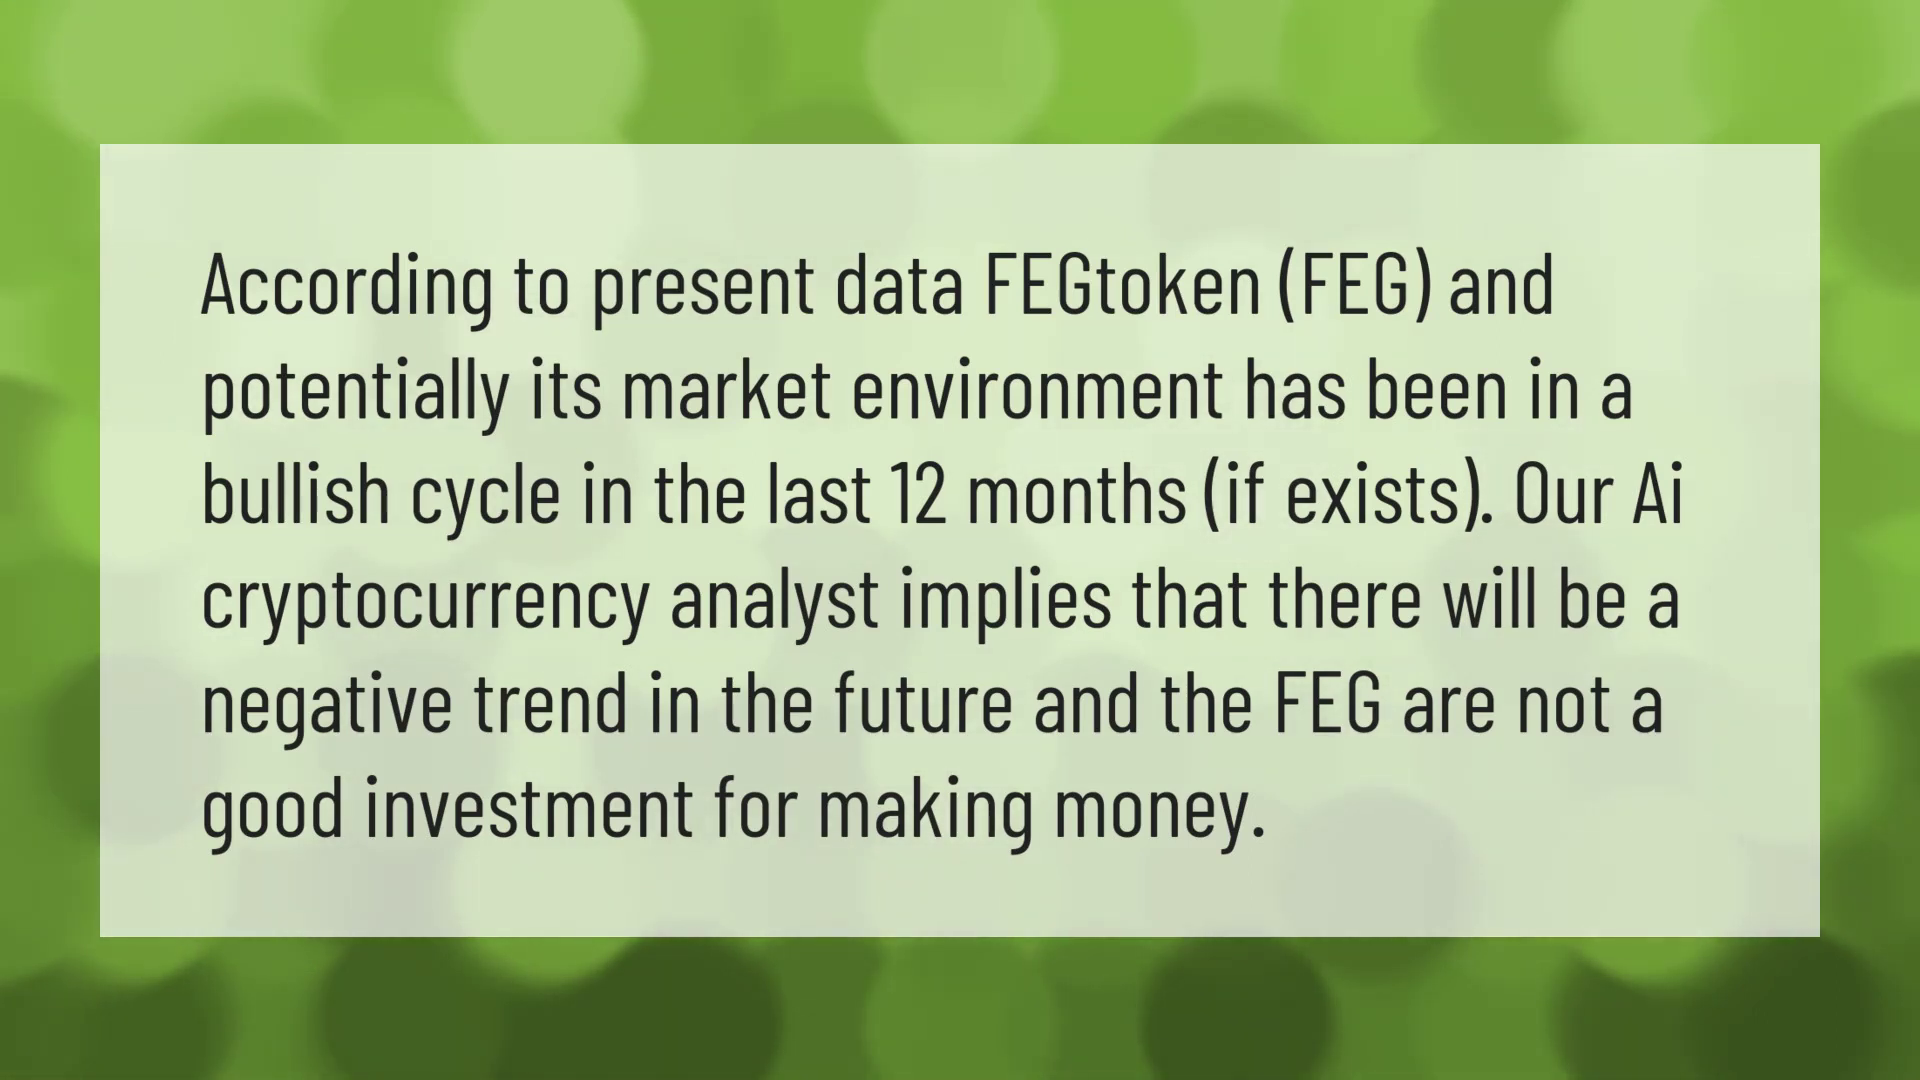 According to present data FEGtoken (FEG) and
potentially its market environment has been in a
bullish cycle in the last 12 months (if exists). Our Ai
cryptocurrency analyst implies that there will be a
negative trend in the future and the FEG are not a
good investment for making money.